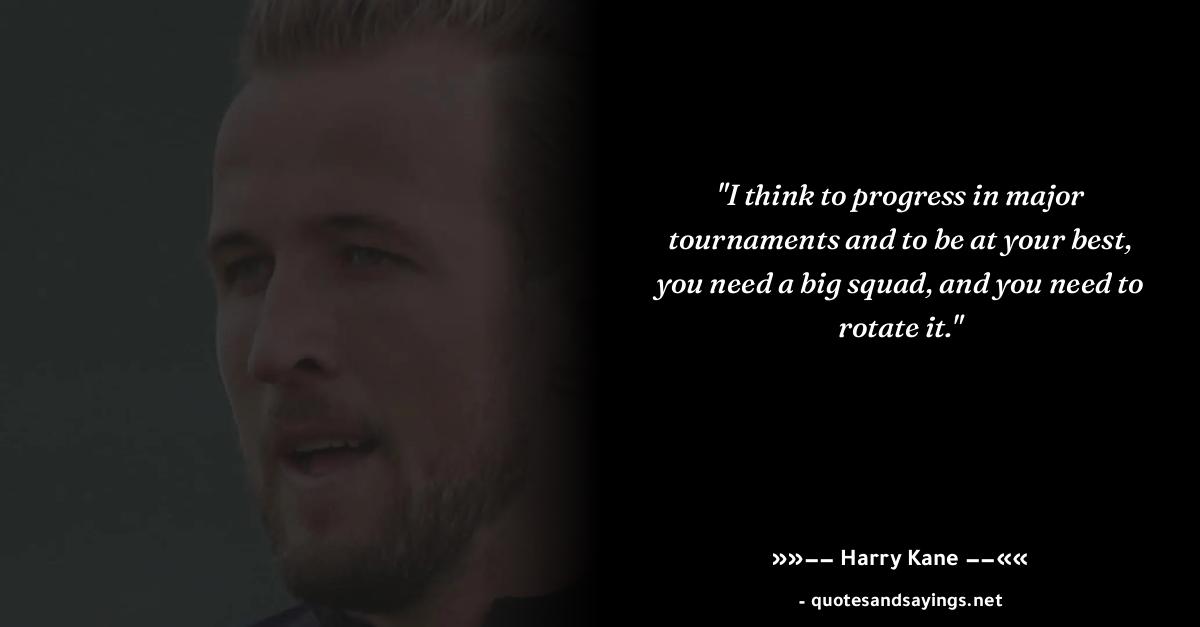 "I think to progress in major
tournaments and to be at your best,
you need a big squad, and you need to
rotate it."
»»−− Harry Kane −−««
- quotesandsayings.net